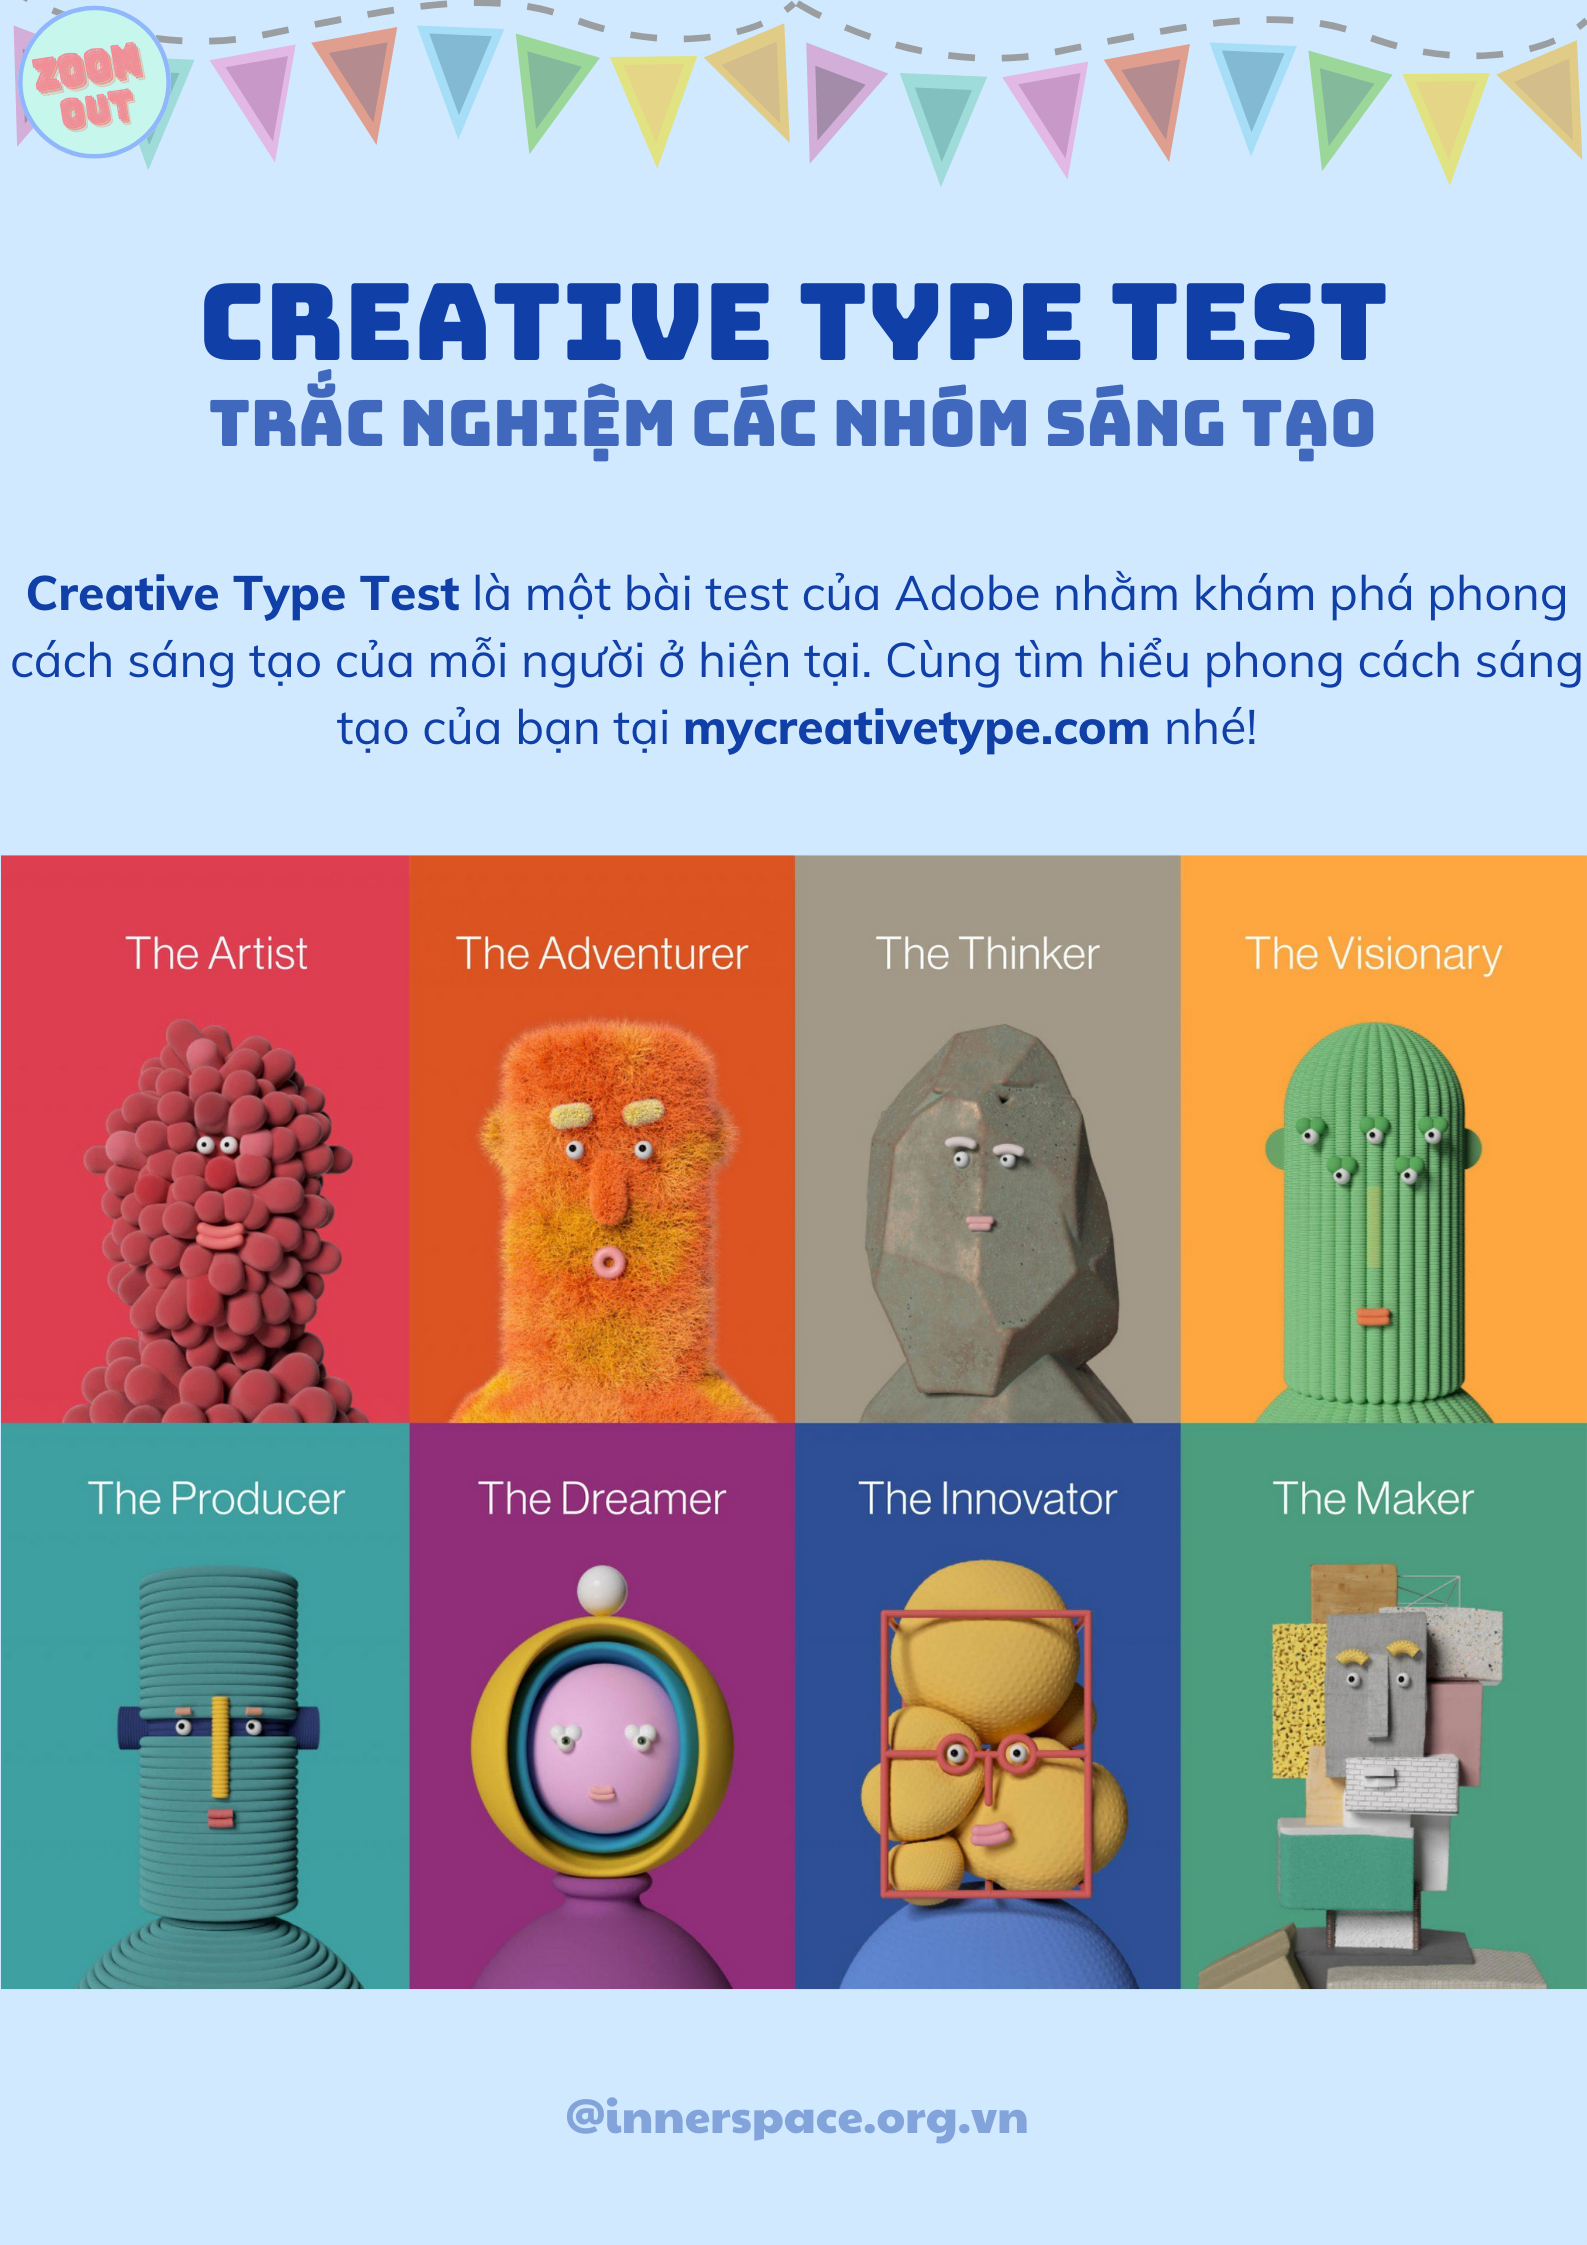 ZOOM
OUT
CREATIVE TYPE TEST
TRẮC NGHIỆM CÁC NHÓM SÁNG TẠO
Creative Type Test là một bài test của Adobe nhằm khám phá phong
cách sáng tạo của mỗi người ở hiện tại. Cùng tìm hiểu phong cách sáng
tạo của bạn tại mycreativetype.com nhé!
The Artist
The Adventurer
The Thinker
The Visionary
The Producer
The Dreamer
The Innovator
The Maker
@innerspace.org.vn